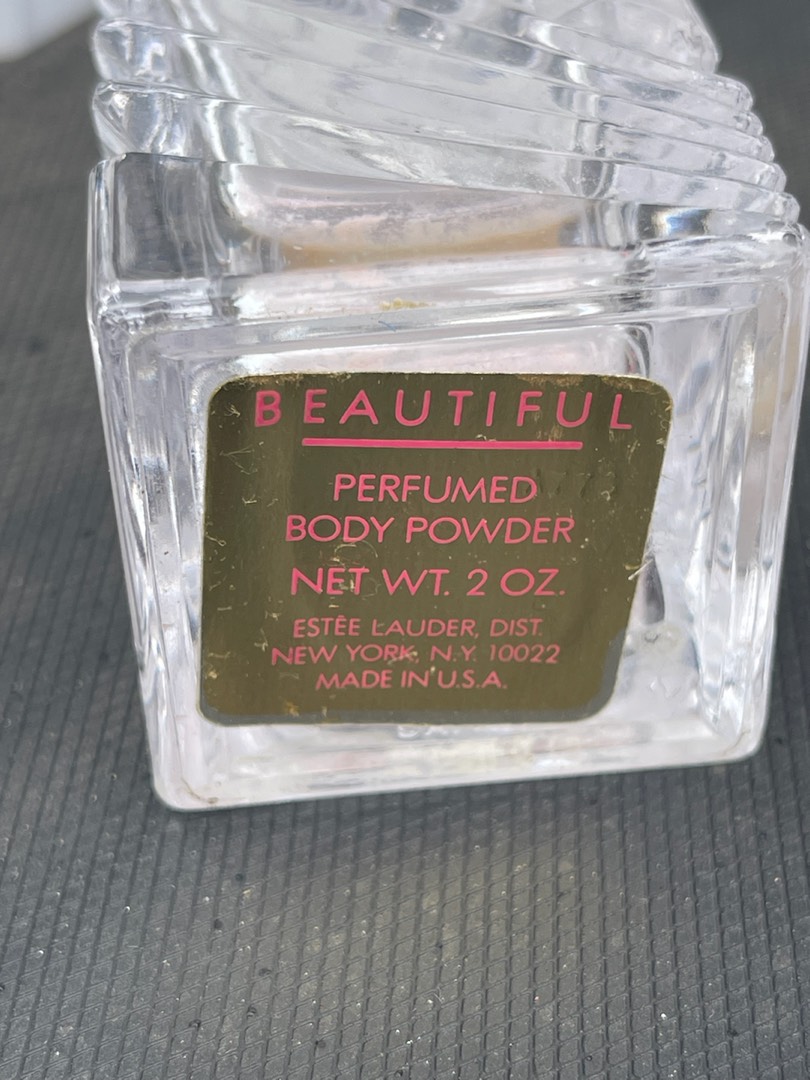 BEAUTIFUL
PERFUMED
BODY POWDER
NET WT. 2 OZ.
ESTÉE LAUDER, DIST.
NEW YORK, N.Y. 10022
MADE IN U.S.A.